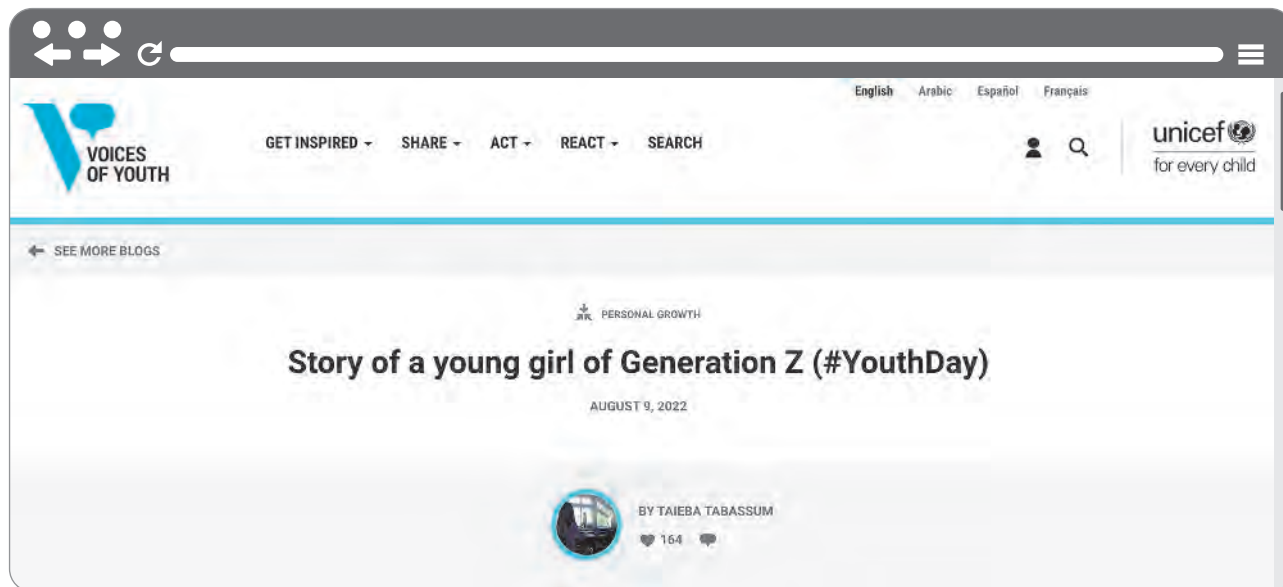 English Arabic Español Français
VOICES
OF YOUTH
GET INSPIRED SHARE ACT REACT SEARCH
unicef
for every child
SEE MORE BLOGS
PERSONAL GROWTH
Story of a young girl of Generation Z (#YouthDay)
AUGUST 9, 2022
BY TAIEBA TABASSUM
164